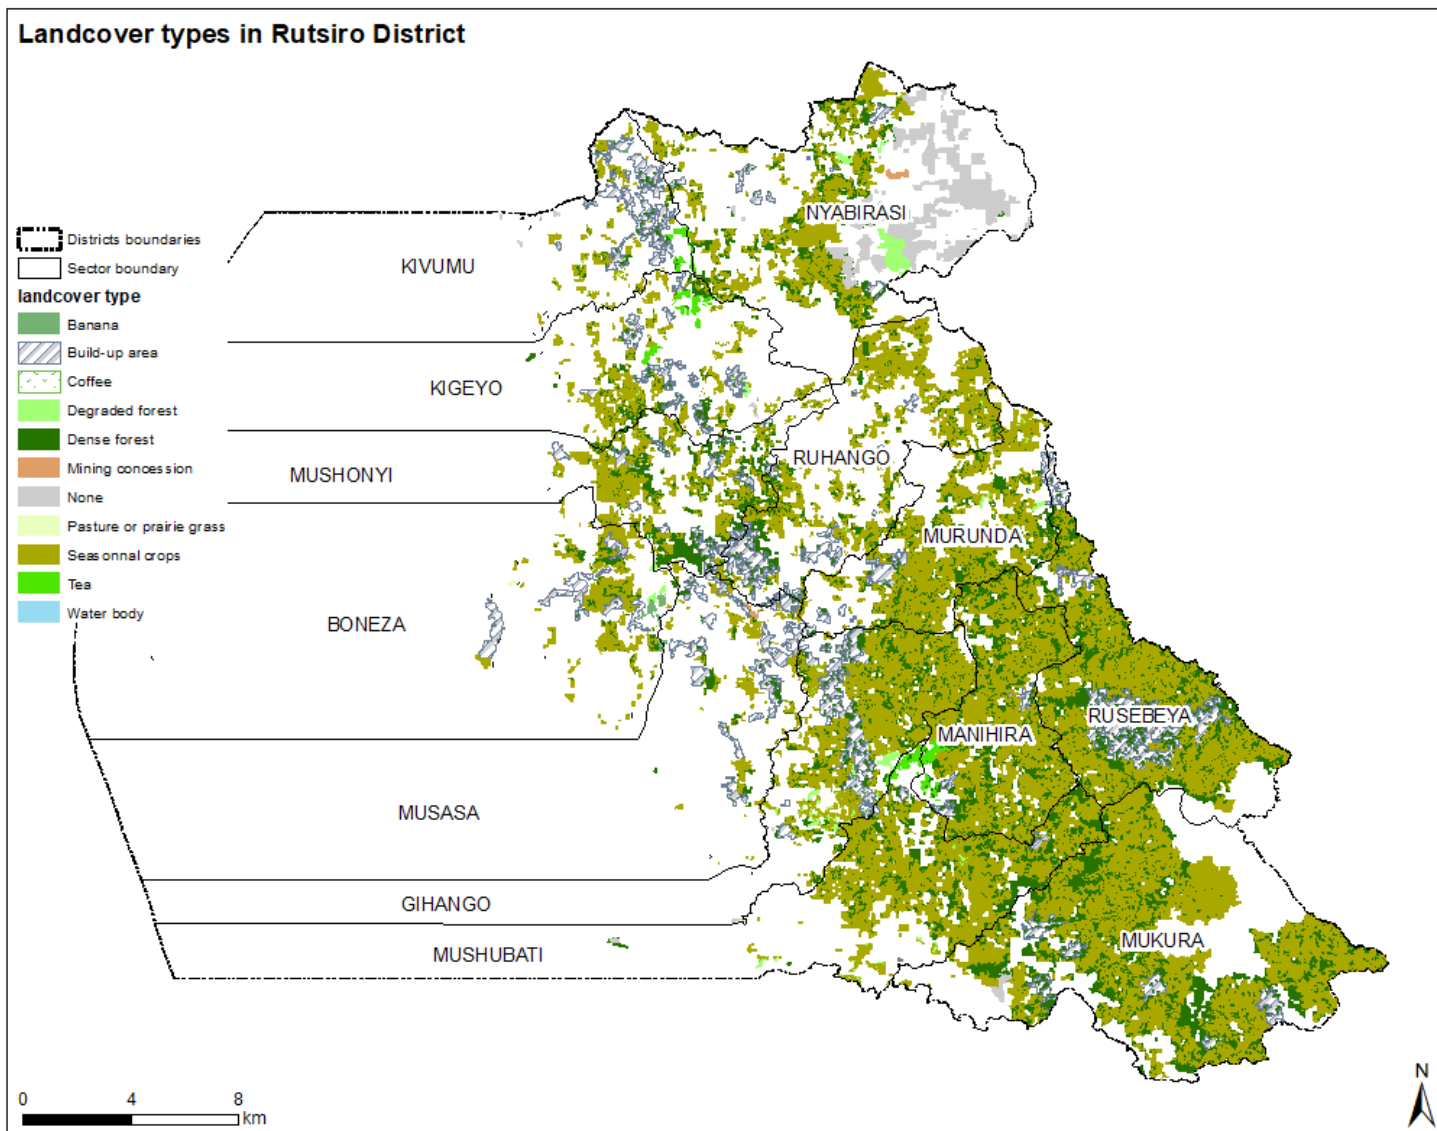 Landcover types in Rutsiro District
NYABIRASI
Districts boundaries
KIVUMU
Sector boundary
landcover type
Banana
Build-up area
Coffee
KIGEYO
Degraded forest
Dense forest
RUHANGO
Mining concession
MUSHONYI
None
Pasture or prairie grass
MURUNDA
Seasonnal crops
Tea
Water body
BONEZA
RUSEBEYA
MANIHIRA
MUSASA
GIHANGO
MUKURA
MUSHUBATI
N
0 4 8
km